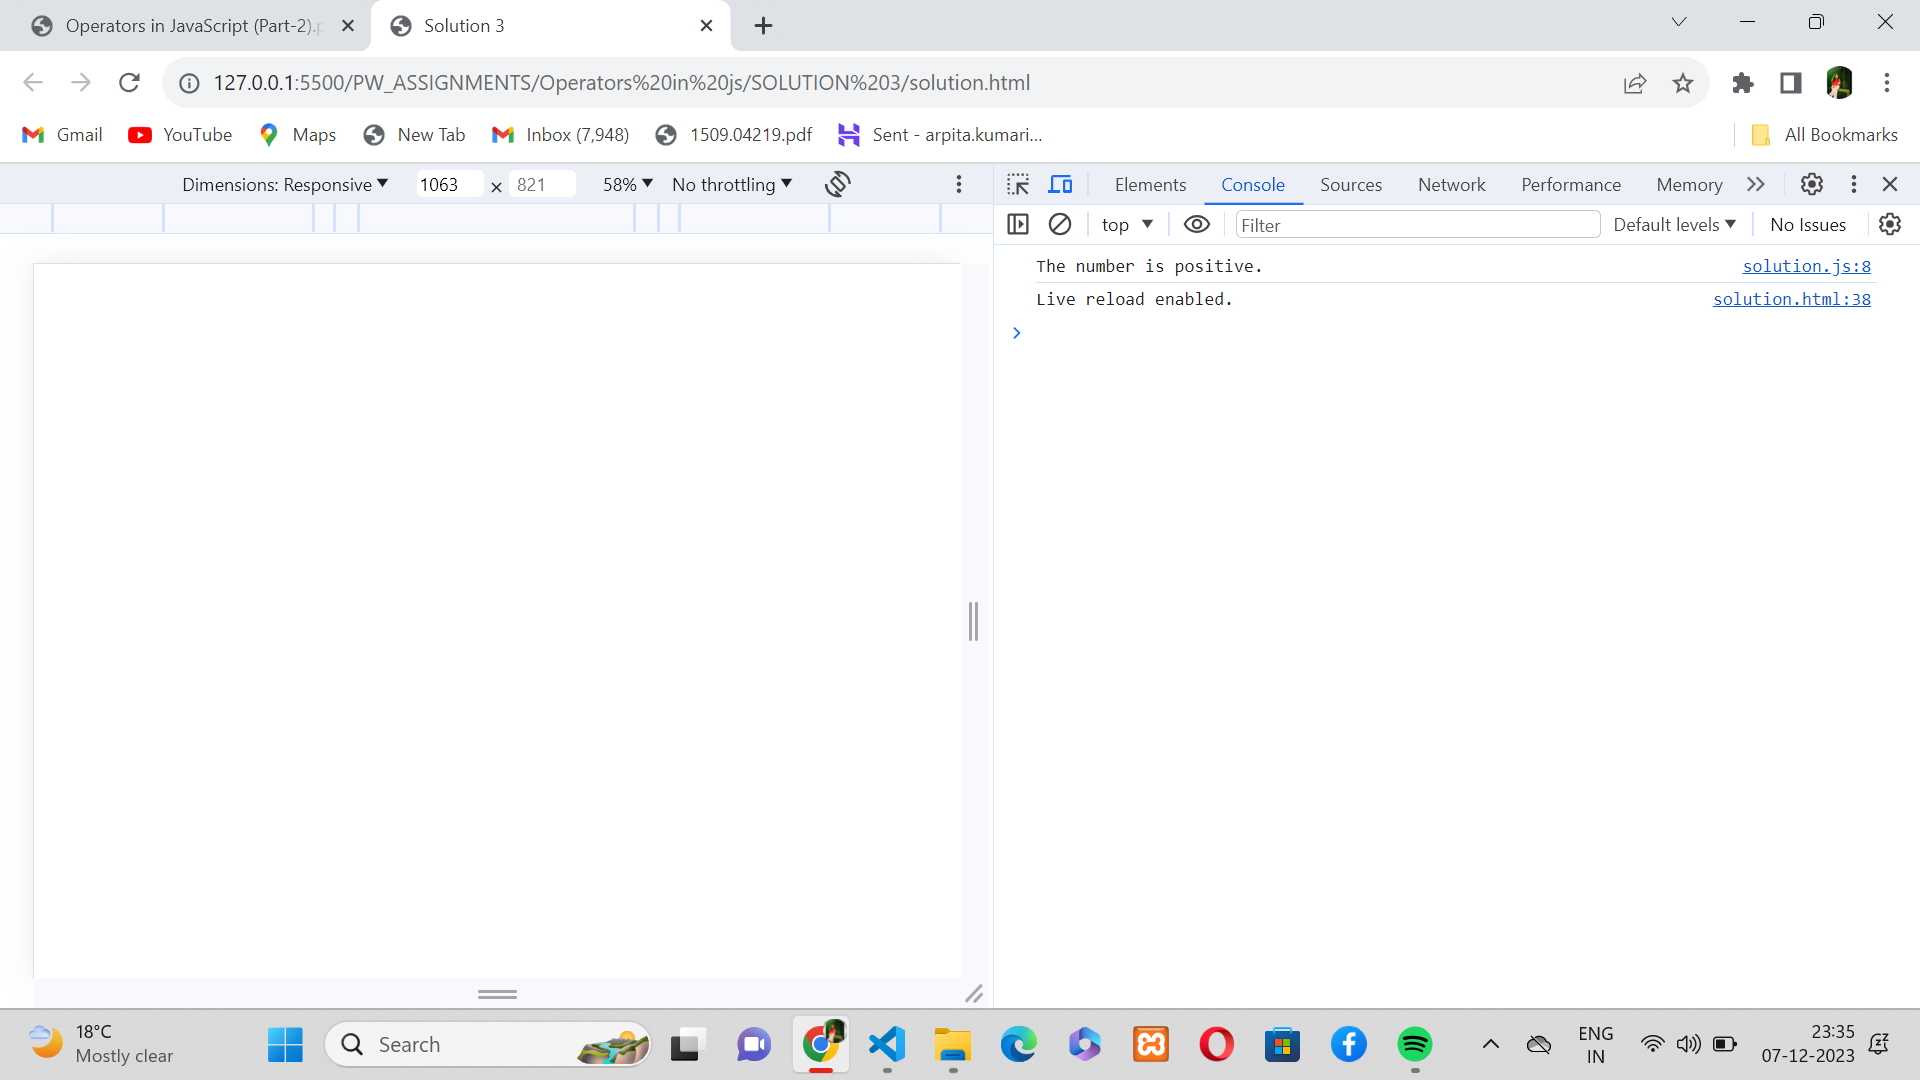 Operators in JavaScript (Part-2).
Solution 3
127.0.0.1:5500/PW_ASSIGNMENTS/Operators%20in%20js/SOLUTION%203/solution.html
Gmail YouTube Maps New Tab Inbox (7,948) 1509.04219.pdf Sent - arpita.kumari... All Bookmarks
Dimensions: Responsive 1063 × 821 58% No throttling
Elements Console Sources Network Performance Memory
top Filter Default levels No Issues
The number is positive. solution.js:8
Live reload enabled. solution.html:38
18°C
Mostly clear
Search
ENG
IN
23:35
07-12-2023